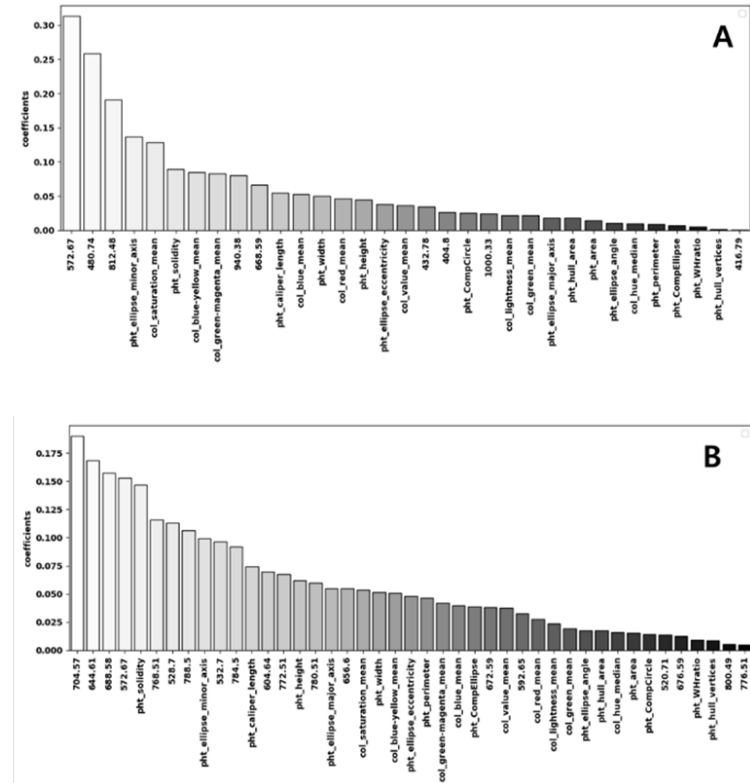 A
0.30
0.25
0.20
0.15
0.10
0.05
0.00
coefficients
572.67
480.74
812.48
pht_ellipse_minor_axis
col_saturation_mean
pht_solidity
col_blue-yellow_mean
col_green-magenta_mean
940.38
668.59
pht_caliper_length
col_blue_mean
pht_width
col_red_mean
pht_height
pht_ellipse_eccentricity
col_value_mean
432.78
404.8
pht_CompCircle
1000.33
col_lightness_mean
col_green_mean
pht_ellipse_major_axis
pht_hull_area
pht_area
pht_ellipse_angle
col_hue_median
pht_perimeter
pht_CompEllipse
pht_WHratio
pht_hull_vertices
416.79
B
0.175
0.150
0.125
0.100
0.075
0.050
0.025
0.000
coefficients
704.57
644.61
688.58
572.67
pht_solidity
768.51
528.7
788.5
pht_ellipse_minor_axis
532.7
784.5
pht_caliper_length
604.64
772.51
pht_height
780.51
pht_ellipse_major_axis
656.6
col_saturation_mean
pht_width
col_blue-yellow_mean
pht_ellipse_eccentricity
pht_perimeter
col_green-magenta_mean
col_blue_mean
pht_CompEllipse
672.59
col_value_mean
592.65
col_red_mean
col_lightness_mean
col_green_mean
pht_ellipse_angle
pht_hull_area
col_hue_median
pht_area
pht_CompCircle
520.71
676.59
pht_WHratio
pht_hull_vertices
800.49
776.51